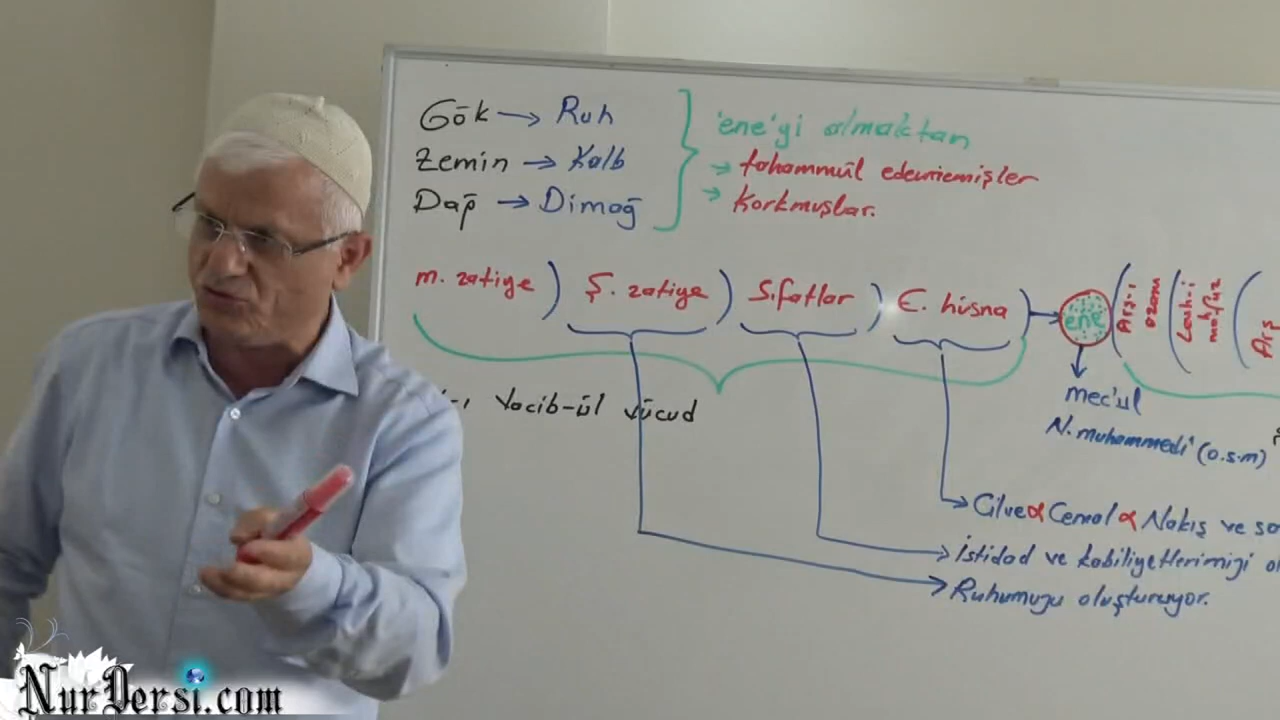 Gök → Ruh
Zemin → Kalb
Dağ → Dimağ
'ene'yi almaktan
→ tahammül edememişler
→ Korkmuşlar.
m. zatiye ) Ş. zatiye ) Sıfatlar ) E. hüsna ) → ene
Arş-ı azam
Levh-i mahfuz
Arş
Vacib-ül vücud
mec'ul
N. muhammedi (a.s.m)
Cilve α Cemal α Nakış ve
İstidad ve kabiliyetlerimizi
Ruhumuzu oluşturuyor.
NurDersi.com